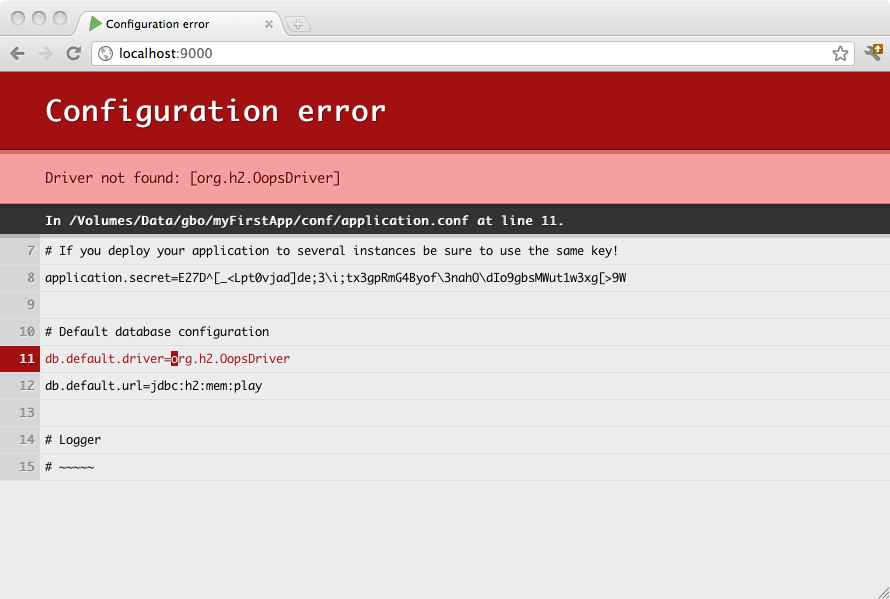 Configuration error
localhost:9000
Configuration error
Driver not found: [org.h2.OopsDriver]
In /Volumes/Data/gbo/myFirstApp/conf/application.conf at line 11.
7 # If you deploy your application to several instances be sure to use the same key!
8 application.secret=E27D^[_<Lpt0vjad]de;3\i;tx3gpRmG4Byof\3nahO\dIo9gbsMWut1w3xg[>9W
9
10 # Default database configuration
11 db.default.driver=org.h2.OopsDriver
12 db.default.url=jdbc:h2:mem:play
13
14 # Logger
15 # ~~~~~